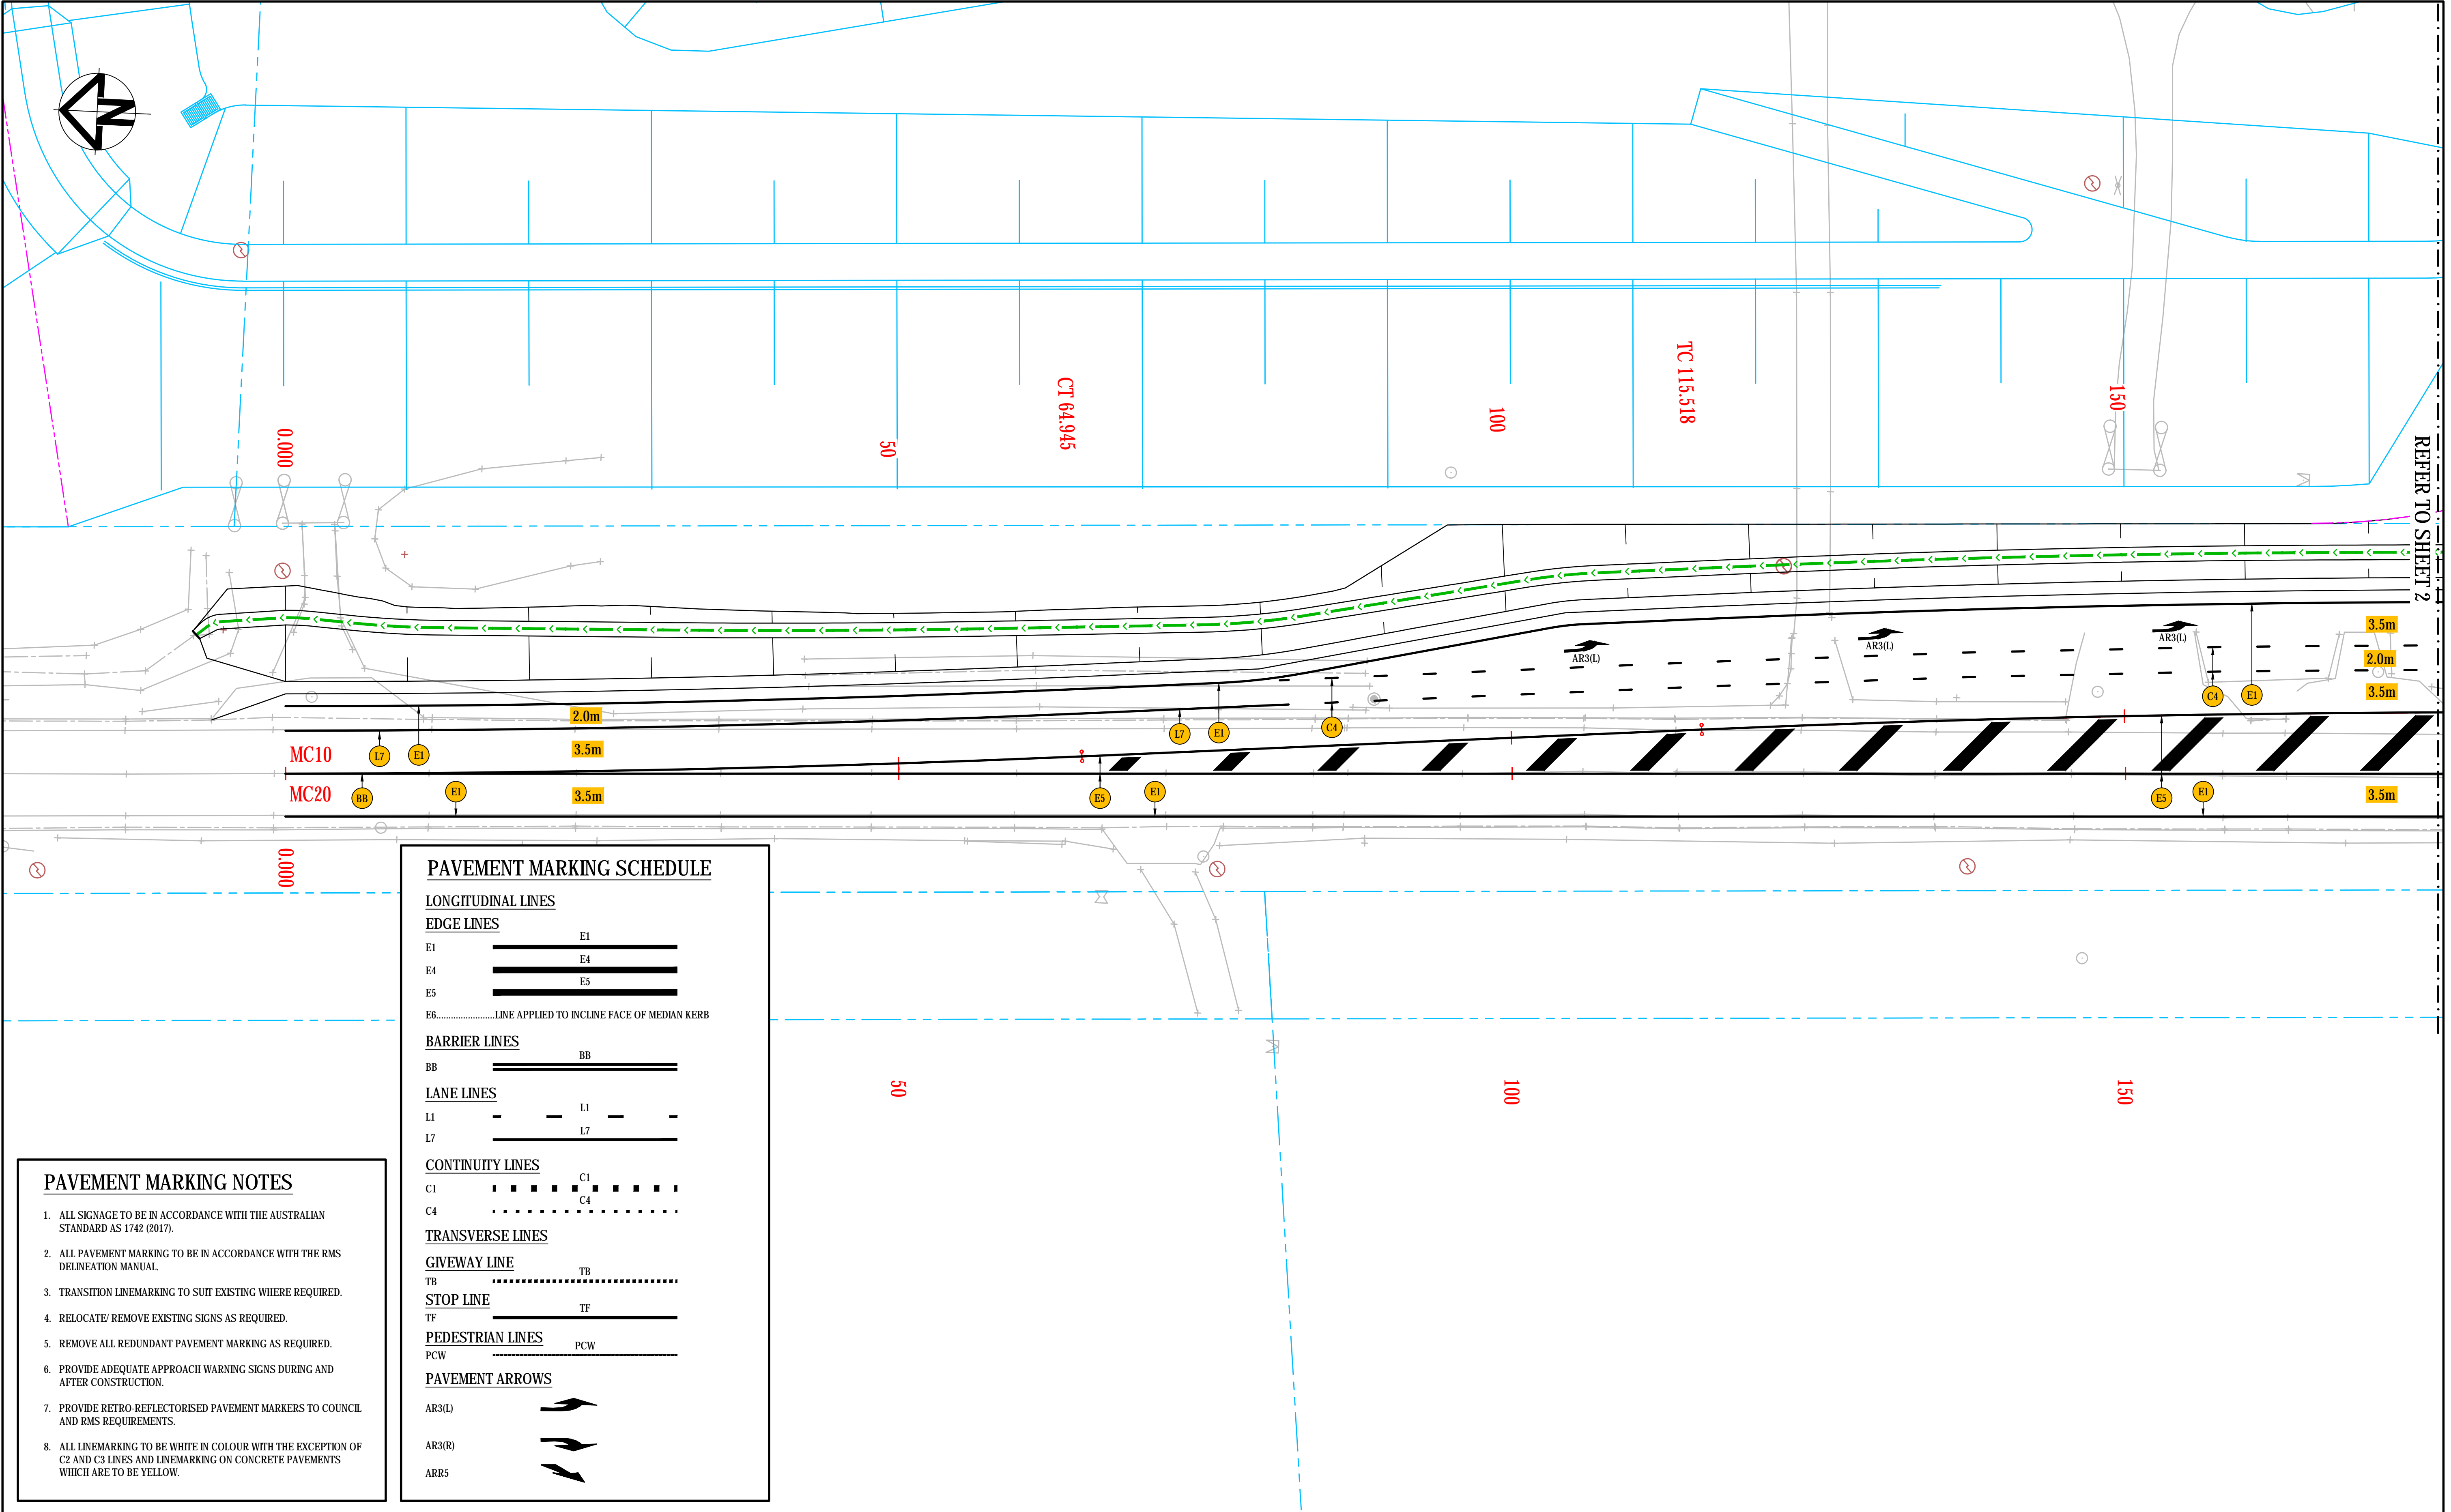 N
0.000
50
CT 64.945
100
TC 115.518
150
REFER TO SHEET 2
AR3(L)
AR3(L)
AR3(L)
3.5m
2.0m
3.5m
C4
E1
2.0m
L7
E1
C4
MC10
L7
E1
3.5m
MC20
BB
E1
3.5m
E5
E1
E5
E1
3.5m
0.000
50
100
150
PAVEMENT MARKING SCHEDULE
LONGITUDINAL LINES
EDGE LINES
E1 E1
E4 E4
E5 E5
E6.......................LINE APPLIED TO INCLINE FACE OF MEDIAN KERB
BARRIER LINES
BB BB
LANE LINES
L1 L1
L7 L7
CONTINUITY LINES
C1 C1
C4 C4
TRANSVERSE LINES
GIVEWAY LINE
TB TB
STOP LINE
TF TF
PEDESTRIAN LINES
PCW PCW
PAVEMENT ARROWS
AR3(L)
AR3(R)
ARR5
PAVEMENT MARKING NOTES
1. ALL SIGNAGE TO BE IN ACCORDANCE WITH THE AUSTRALIAN
STANDARD AS 1742 (2017).
2. ALL PAVEMENT MARKING TO BE IN ACCORDANCE WITH THE RMS
DELINEATION MANUAL.
3. TRANSITION LINEMARKING TO SUIT EXISTING WHERE REQUIRED.
4. RELOCATE/ REMOVE EXISTING SIGNS AS REQUIRED.
5. REMOVE ALL REDUNDANT PAVEMENT MARKING AS REQUIRED.
6. PROVIDE ADEQUATE APPROACH WARNING SIGNS DURING AND
AFTER CONSTRUCTION.
7. PROVIDE RETRO-REFLECTORISED PAVEMENT MARKERS TO COUNCIL
AND RMS REQUIREMENTS.
8. ALL LINEMARKING TO BE WHITE IN COLOUR WITH THE EXCEPTION OF
C2 AND C3 LINES AND LINEMARKING ON CONCRETE PAVEMENTS
WHICH ARE TO BE YELLOW.